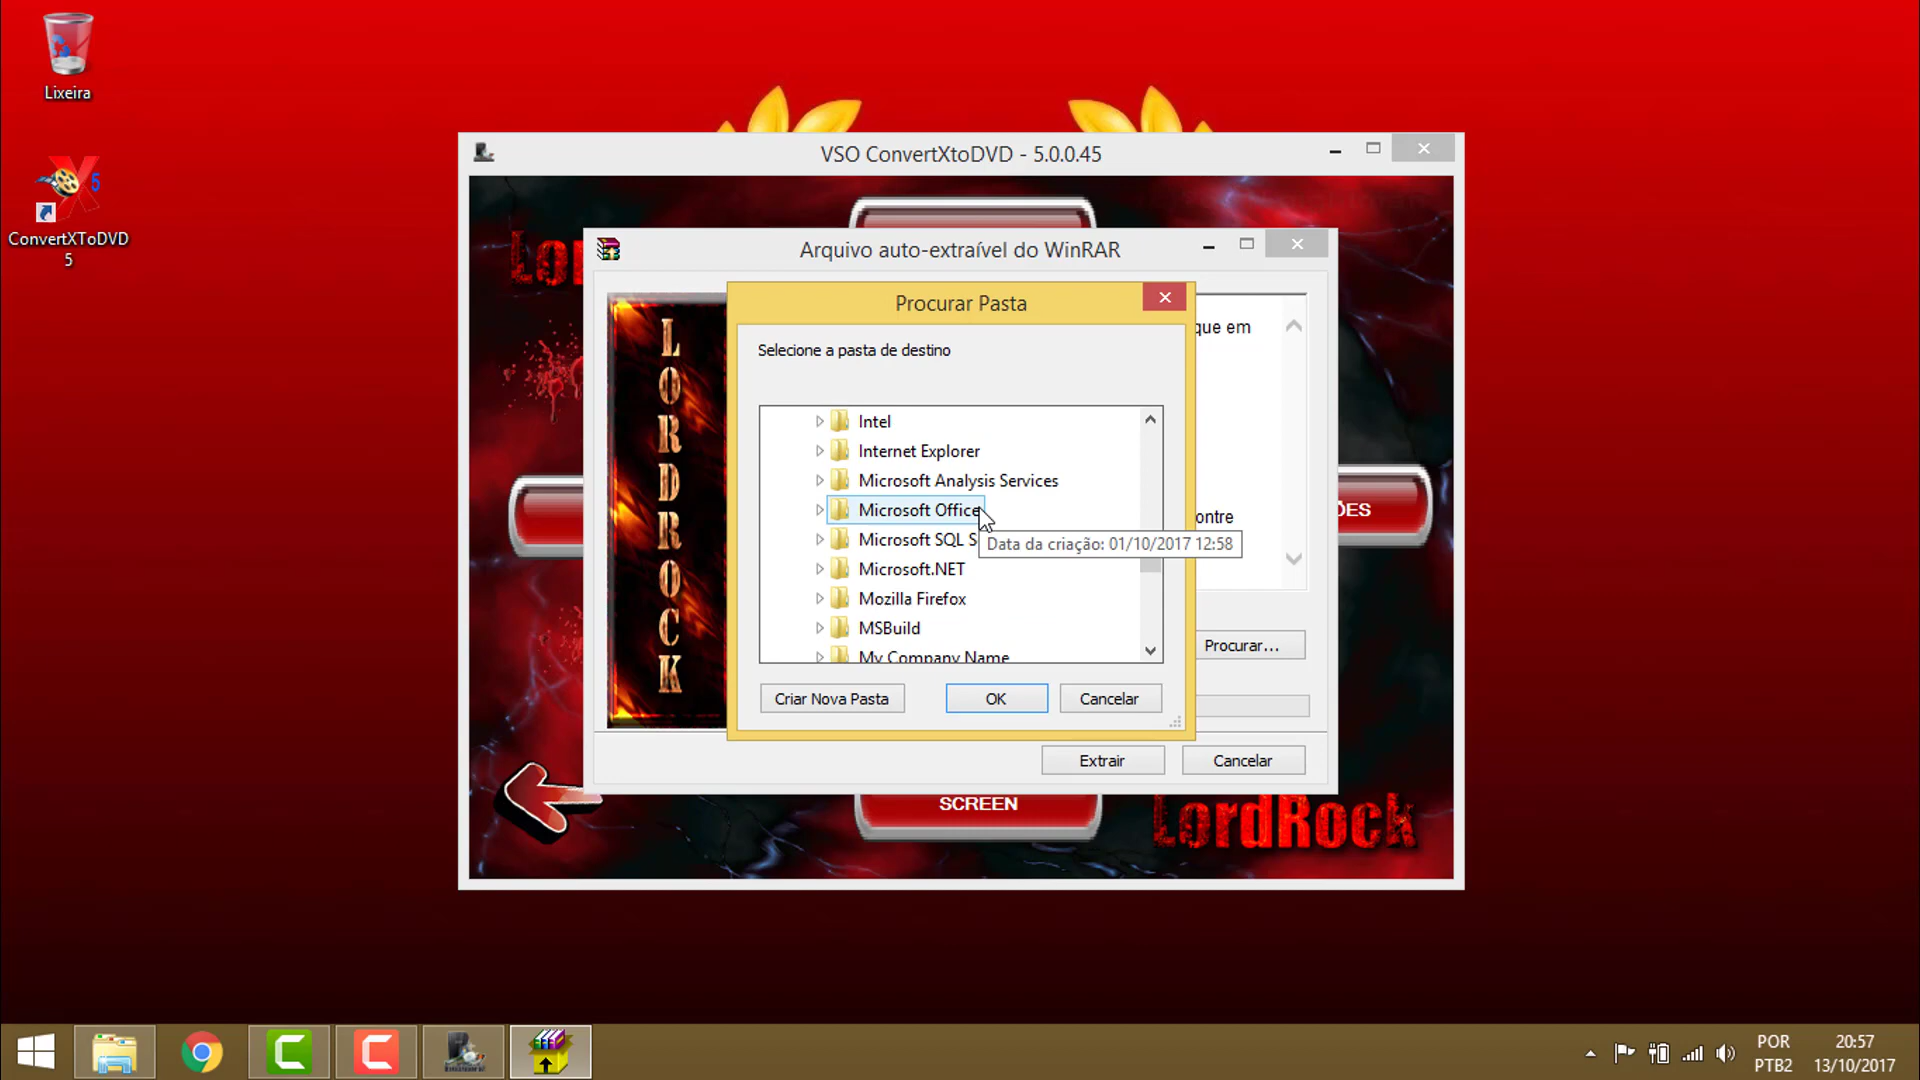 Lixeira
ConvertXToDVD
5
VSO ConvertXtoDVD - 5.0.0.45
Arquivo auto-extraível do WinRAR
Procurar Pasta
Selecione a pasta de destino
Intel
Internet Explorer
Microsoft Analysis Services
Microsoft Office
Microsoft SQL S
Data da criação: 01/10/2017 12:58
Microsoft.NET
Mozilla Firefox
MSBuild
My Company Name
Criar Nova Pasta
OK
Cancelar
que em
ontre
Procurar...
Extrair
Cancelar
LORDROCK
ÕES
SCREEN
LordRock
POR
PTB2
20:57
13/10/2017